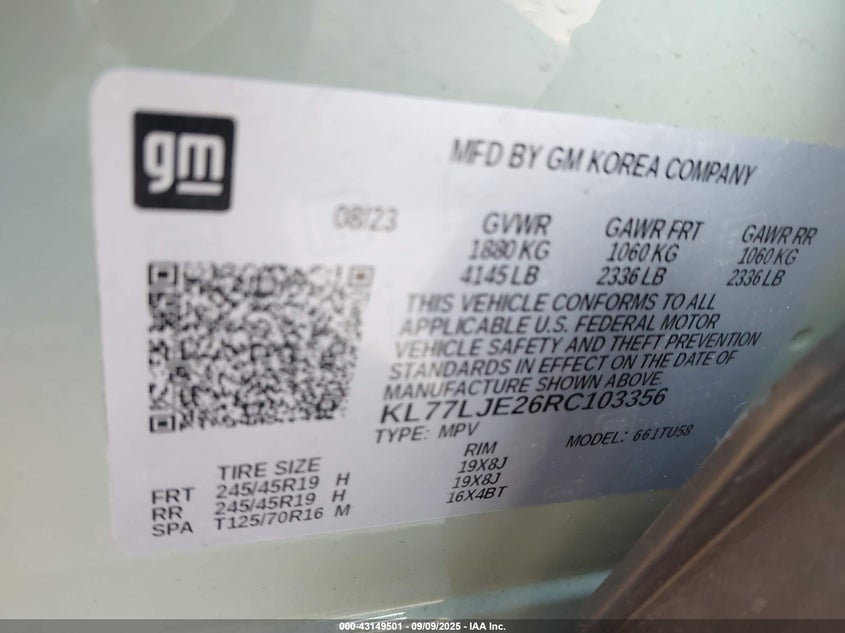 gm
MFD BY GM KOREA COMPANY
08/23 GVWR GAWR FRT GAWR RR
1880 KG 1060 KG 1060 KG
4145 LB 2336 LB 2336 LB
THIS VEHICLE CONFORMS TO ALL
APPLICABLE U.S. FEDERAL MOTOR
VEHICLE SAFETY AND THEFT PREVENTION
STANDARDS IN EFFECT ON THE DATE OF
MANUFACTURE SHOWN ABOVE.
KL77LJE26RC103356
TYPE: MPV MODEL: 661TU58
TIRE SIZE RIM
FRT 245/45R19 H 19X8J
RR 245/45R19 H 19X8J
SPA T125/70R16 M 16X4BT
000-43149501 - 09/09/2025 - IAA Inc.